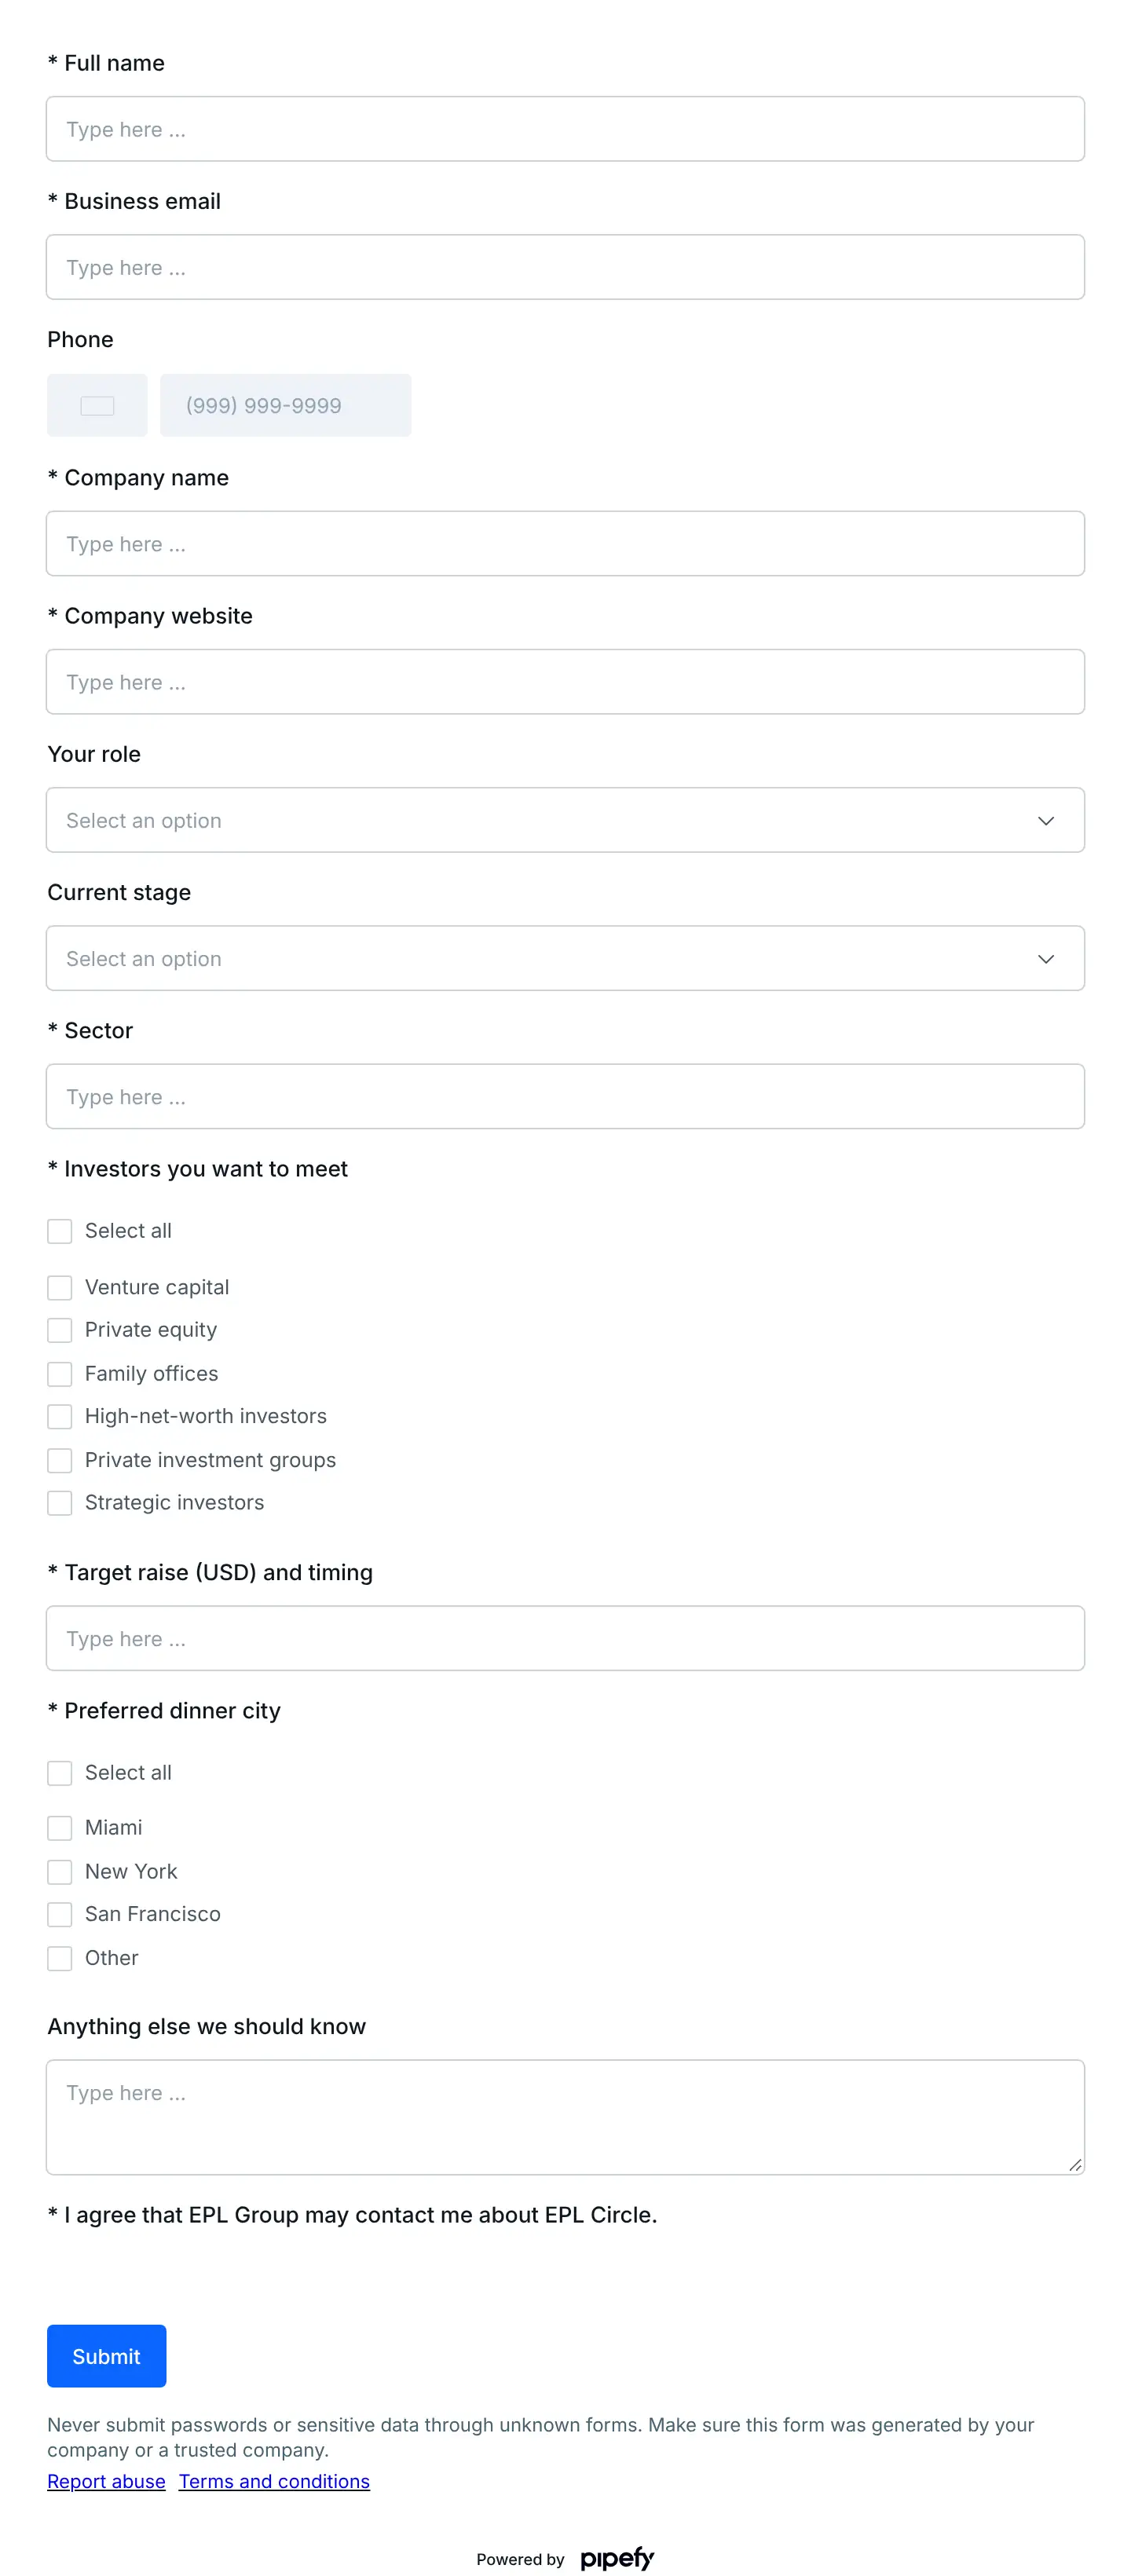 * Full name
Type here ...
* Business email
Type here ...
Phone
(999) 999-9999
* Company name
Type here ...
* Company website
Type here ...
Your role
Select an option
Current stage
Select an option
* Sector
Type here ...
* Investors you want to meet
Select all
Venture capital
Private equity
Family offices
High-net-worth investors
Private investment groups
Strategic investors
* Target raise (USD) and timing
Type here ...
* Preferred dinner city
Select all
Miami
New York
San Francisco
Other
Anything else we should know
Type here ...
* I agree that EPL Group may contact me about EPL Circle.
Submit
Never submit passwords or sensitive data through unknown forms. Make sure this form was generated by your
company or a trusted company.
Report abuse Terms and conditions
Powered by pipefy